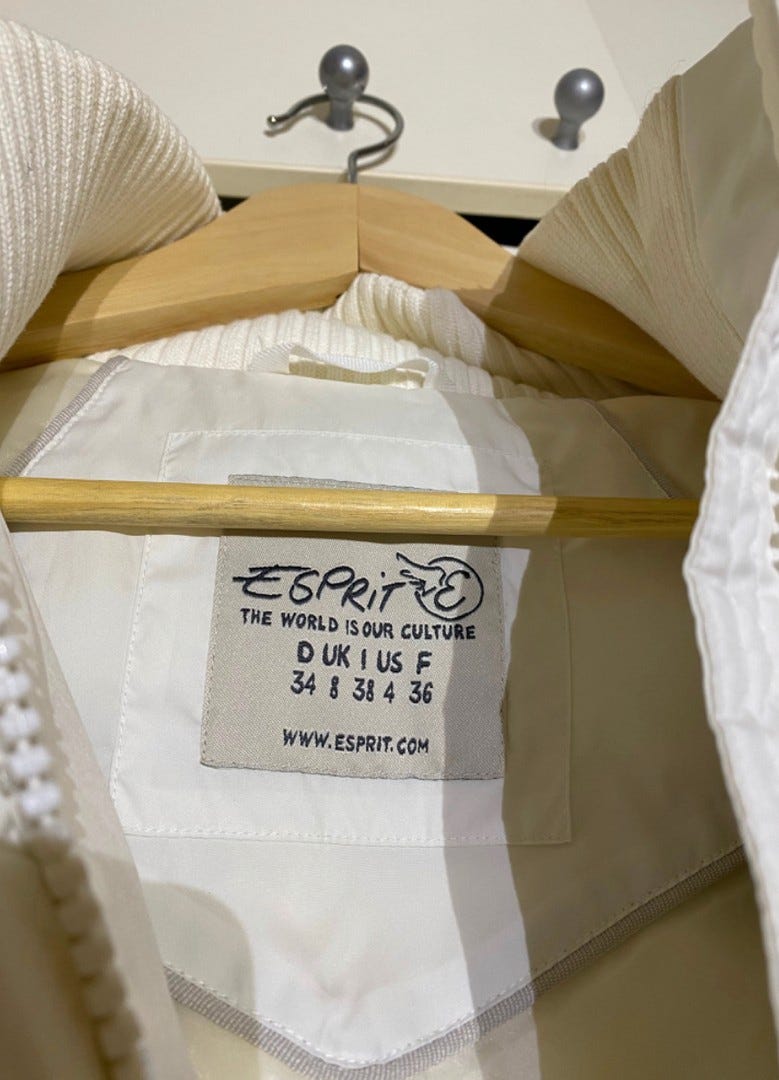 ESPRIT E
THE WORLD IS OUR CULTURE
D UK I US F
34 8 38 4 36
WWW.ESPRIT.COM